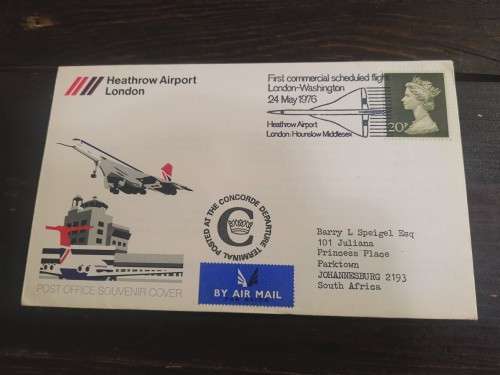 Heathrow Airport
London
First commercial scheduled flight
London-Washington
24 May 1976
Heathrow Airport
London: Hounslow Middlesex
20P
POSTED AT THE CONCORDE DEPARTURE TERMINAL
C
BY AIR MAIL
Barry L Speigel Esq
101 Juliana
Princess Place
Parktown
JOHANNESBURG 2193
South Africa
POST OFFICE SOUVENIR COVER